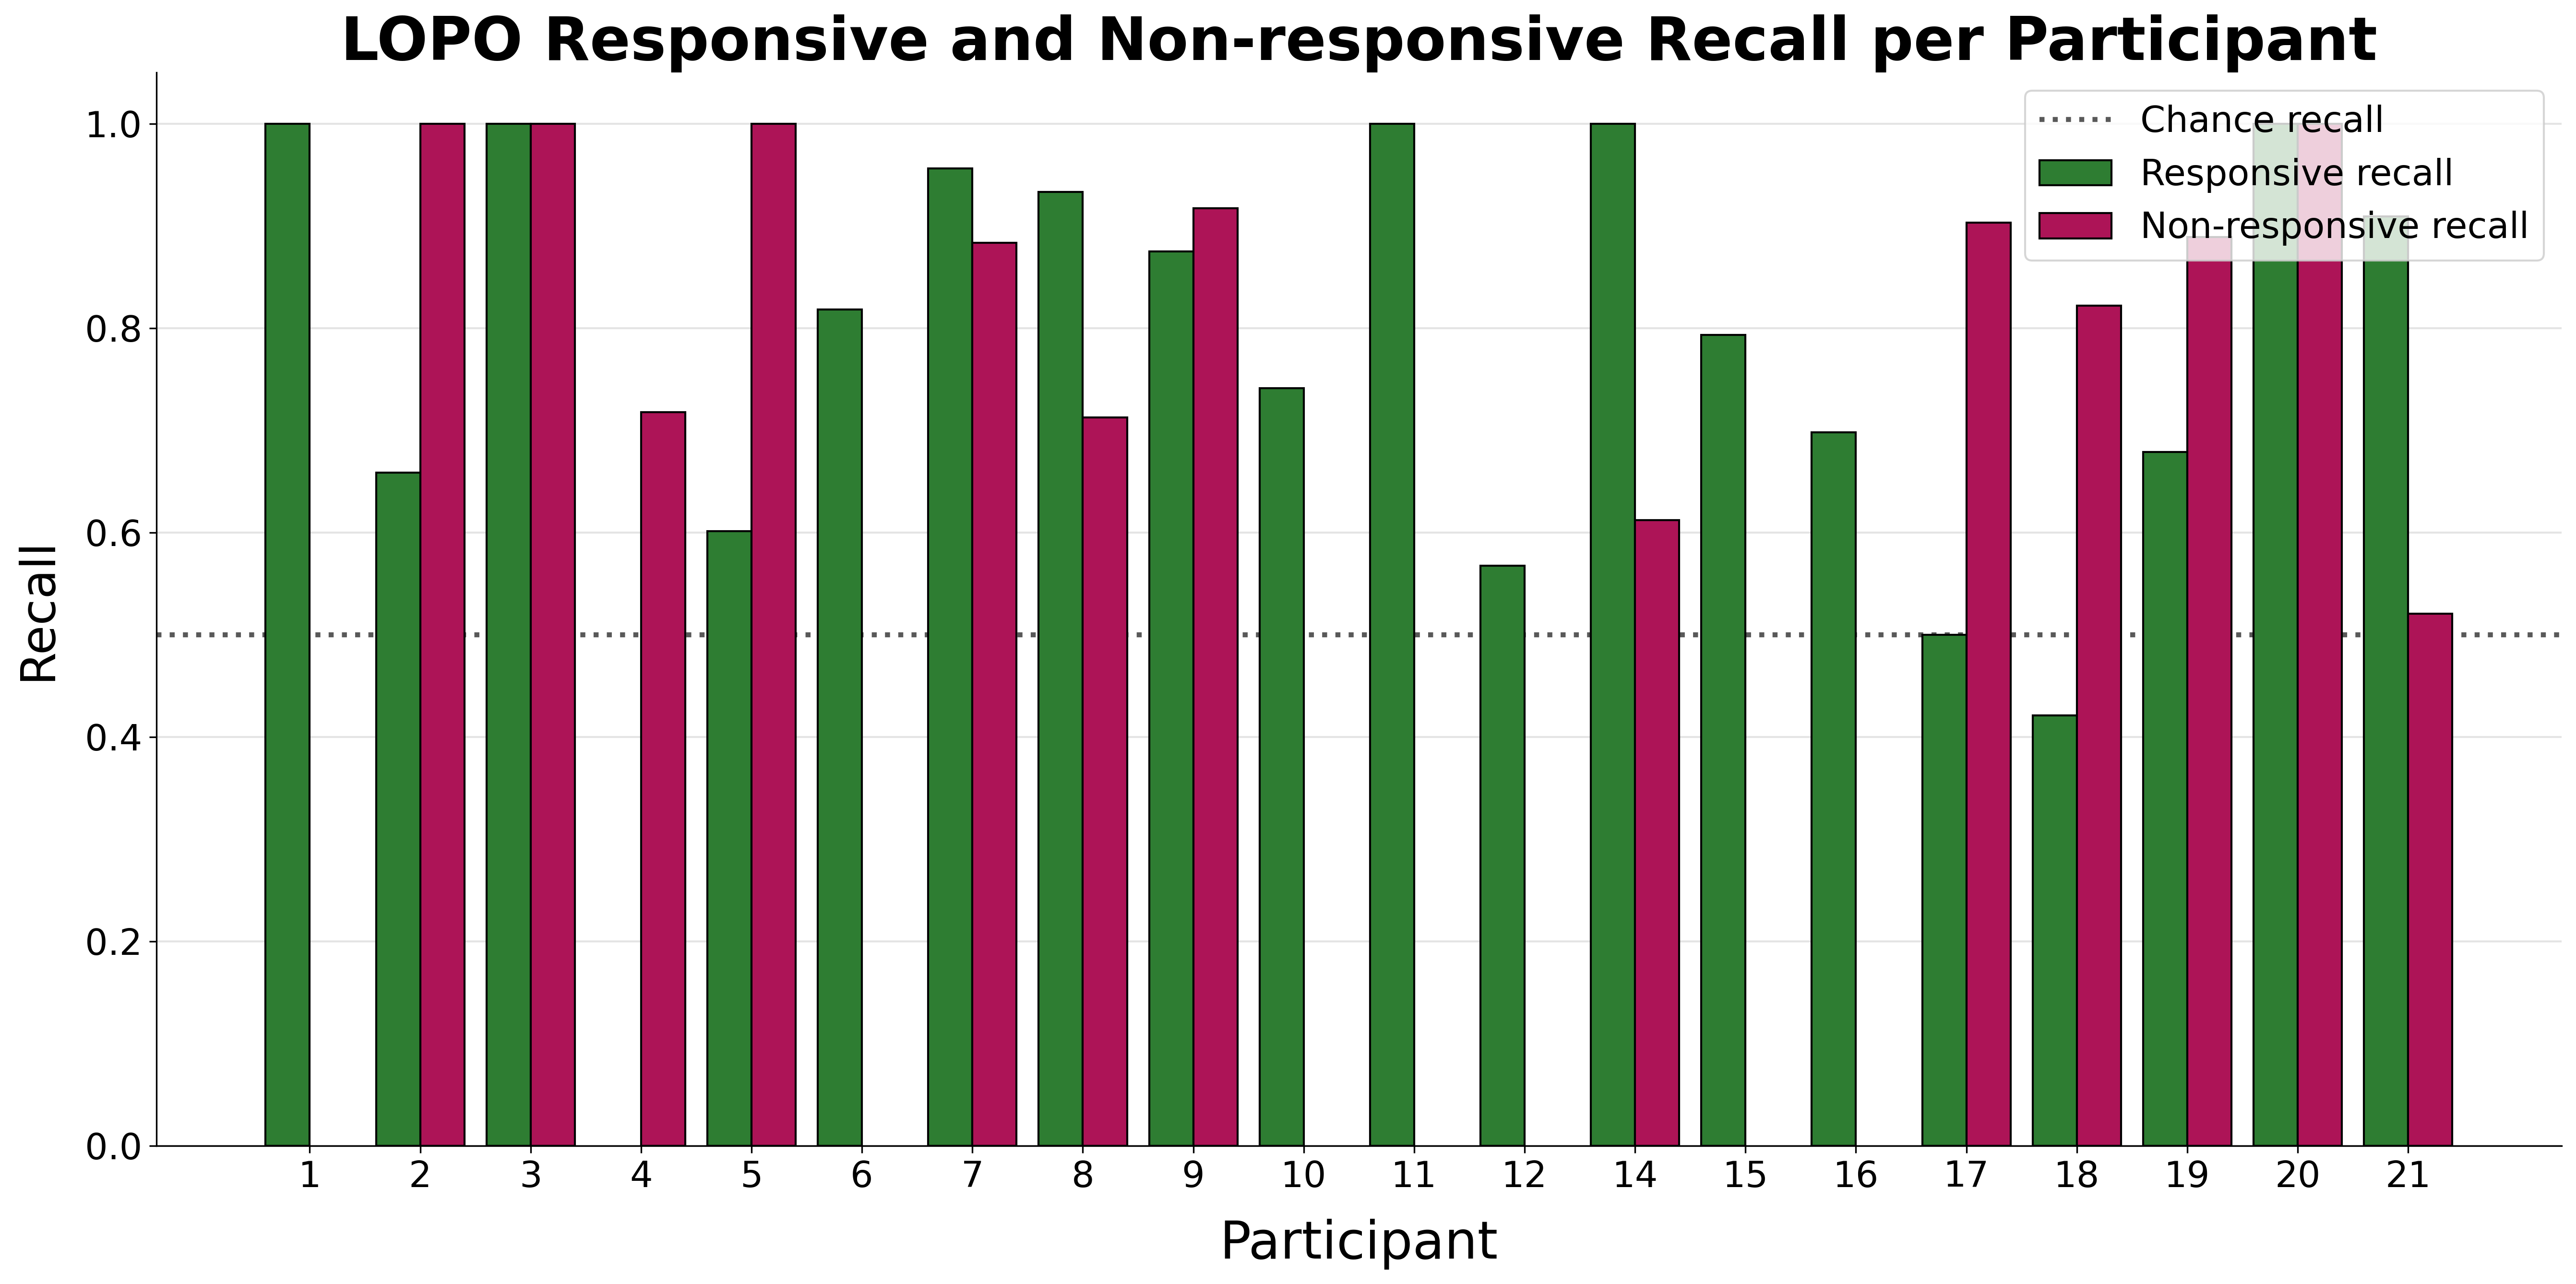 LOPO Responsive and Non-responsive Recall per Participant
Chance recall
Responsive recall
Non-responsive recall
Recall
1.0
0.8
0.6
0.4
0.2
0.0
1 2 3 4 5 6 7 8 9 10 11 12 14 15 16 17 18 19 20 21
Participant